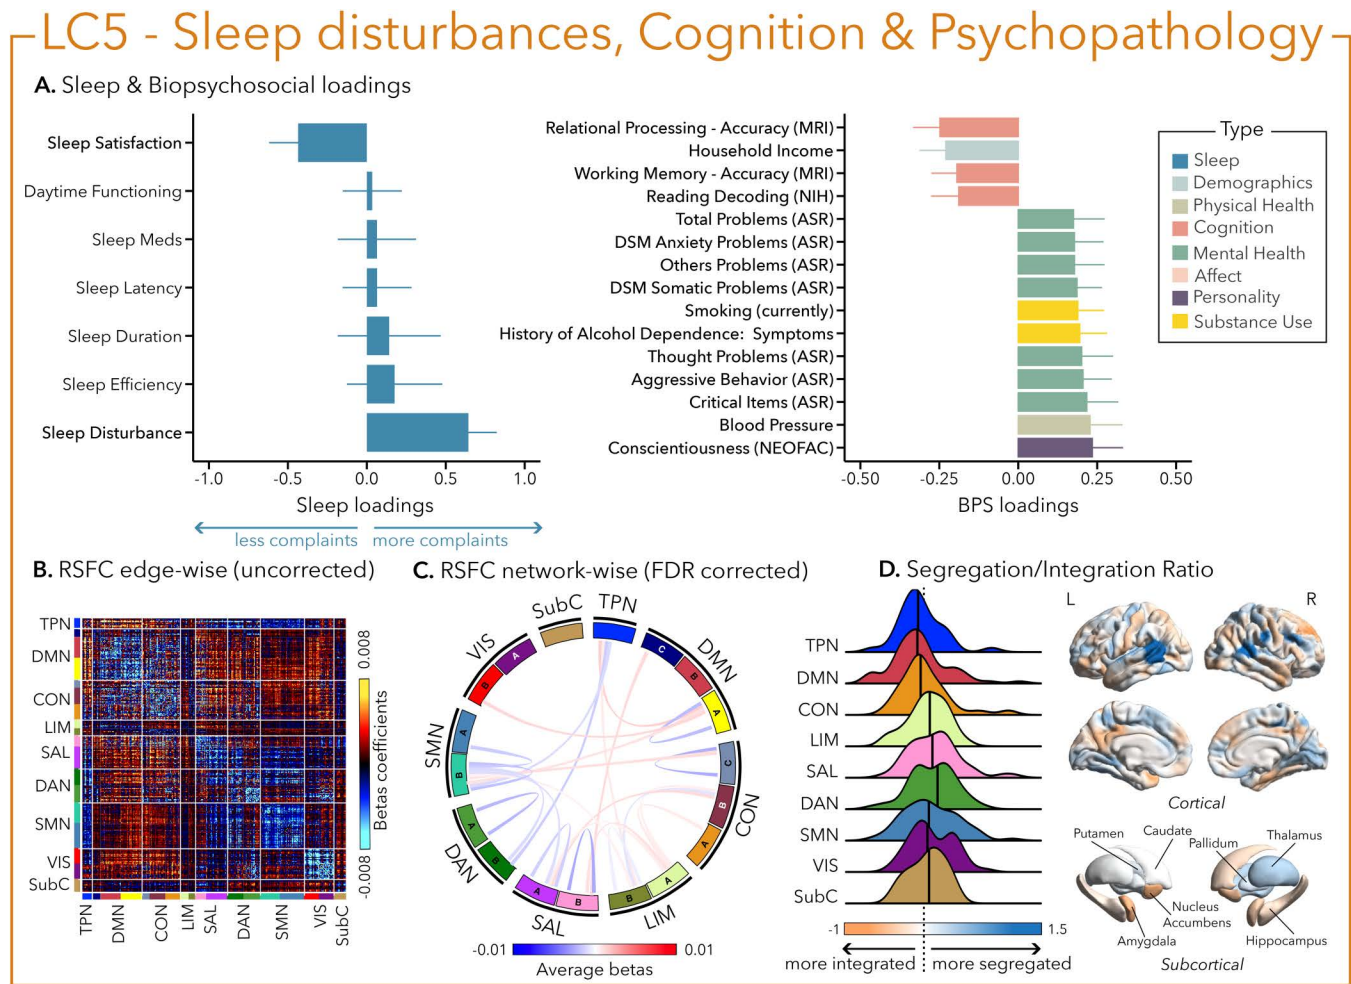 LC5 - Sleep disturbances, Cognition & Psychopathology
A. Sleep & Biopsychosocial loadings
Sleep Satisfaction
Daytime Functioning
Sleep Meds
Sleep Latency
Sleep Duration
Sleep Efficiency
Sleep Disturbance
-1.0 -0.5 0.0 0.5 1.0
Sleep loadings
less complaints more complaints
Relational Processing - Accuracy (MRI)
Household Income
Working Memory - Accuracy (MRI)
Reading Decoding (NIH)
Total Problems (ASR)
DSM Anxiety Problems (ASR)
Others Problems (ASR)
DSM Somatic Problems (ASR)
Smoking (currently)
History of Alcohol Dependence: Symptoms
Thought Problems (ASR)
Aggressive Behavior (ASR)
Critical Items (ASR)
Blood Pressure
Conscientiousness (NEOFAC)
-0.50 -0.25 0.00 0.25 0.50
BPS loadings
Type
Sleep
Demographics
Physical Health
Cognition
Mental Health
Affect
Personality
Substance Use
B. RSFC edge-wise (uncorrected)
TPN
DMN
CON
LIM
SAL
DAN
SMN
VIS
SubC
TPN DMN CON LIM SAL DAN SMN VIS SubC
0.008
Betas coefficients
-0.008
C. RSFC network-wise (FDR corrected)
SubC
TPN
DMN
C
B
A
CON
C
B
A
LIM
A
B
SAL
B
A
DAN
B
A
SMN
B
A
VIS
B
A
-0.01 0.01
Average betas
D. Segregation/Integration Ratio
TPN
DMN
CON
LIM
SAL
DAN
SMN
VIS
SubC
-1 1.5
more integrated more segregated
L R
Cortical
Putamen
Caudate
Pallidum
Thalamus
Nucleus
Accumbens
Amygdala
Hippocampus
Subcortical